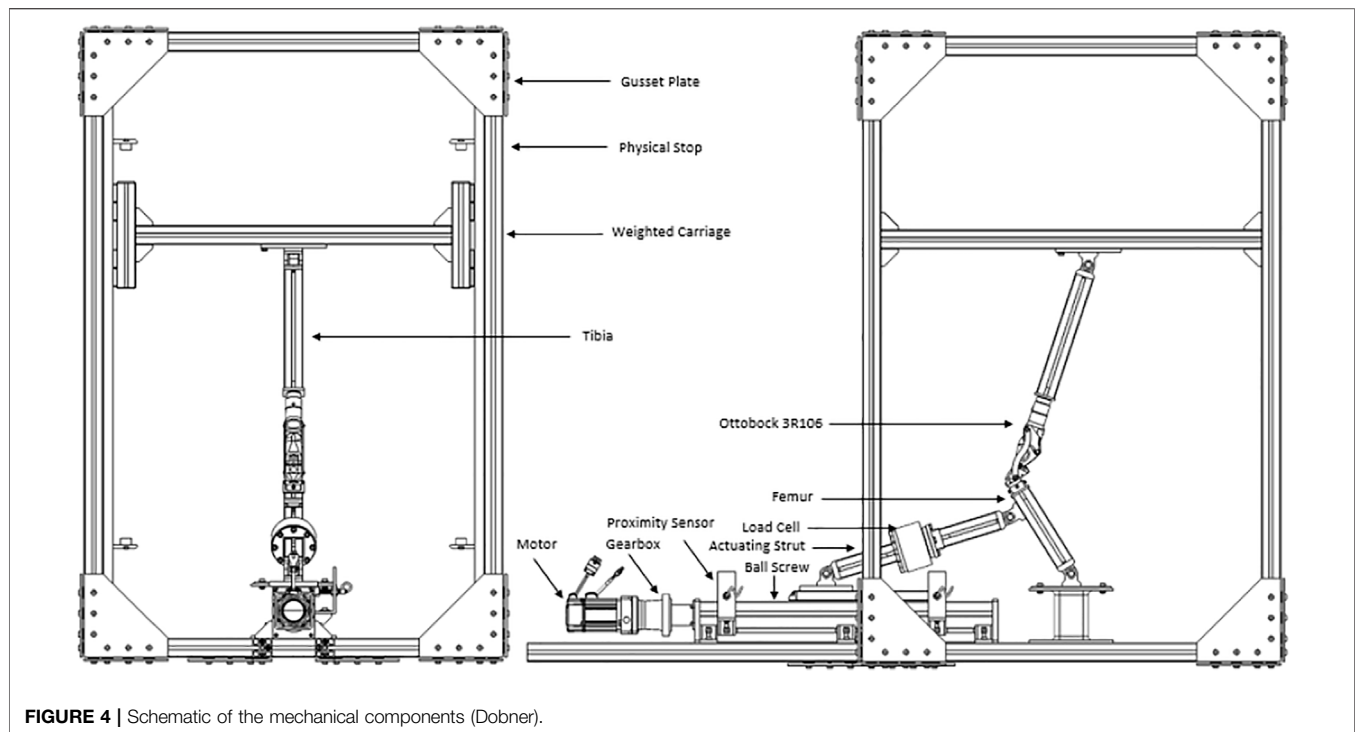 Gusset Plate
Physical Stop
Weighted Carriage
Tibia
Ottobock 3R106
Femur
Proximity Sensor
Load Cell
Motor
Gearbox
Actuating Strut
Ball Screw
FIGURE 4 | Schematic of the mechanical components (Dobner).